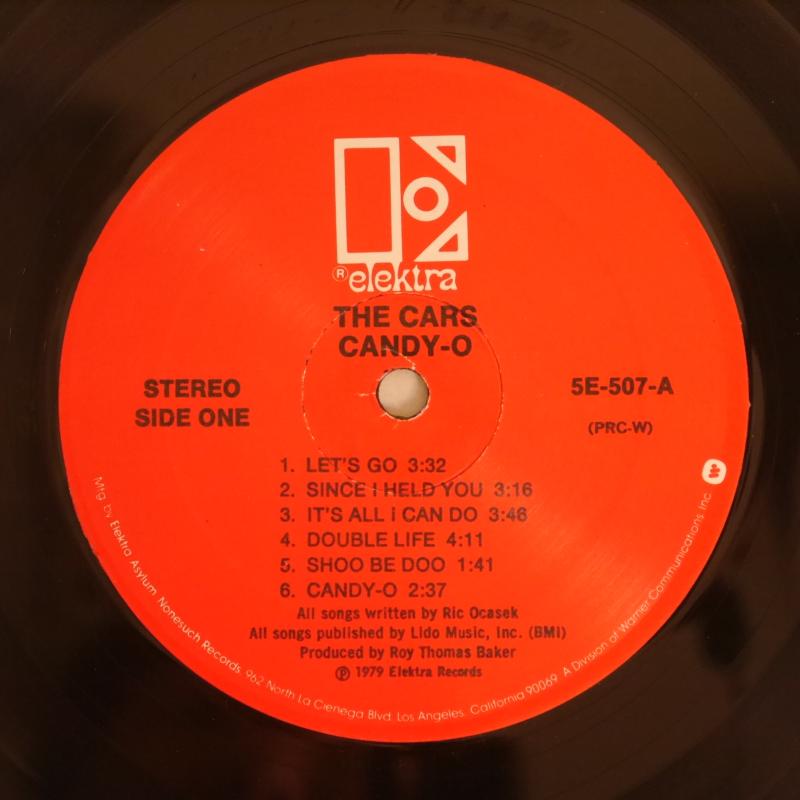 ® elektra
THE CARS
CANDY-O
STEREO
SIDE ONE
5E-507-A
(PRC-W)
1. LET'S GO 3:32
2. SINCE I HELD YOU 3:16
3. IT'S ALL I CAN DO 3:46
4. DOUBLE LIFE 4:11
5. SHOO BE DOO 1:41
6. CANDY-O 2:37
All songs written by Ric Ocasek
All songs published by Lido Music, Inc. (BMI)
Produced by Roy Thomas Baker
℗ 1979 Elektra Records
Mfg by Elektra Asylum Nonesuch Records. 962 North La Cienega Blvd. Los Angeles. California 90069 A Division of Warner Communications Inc.